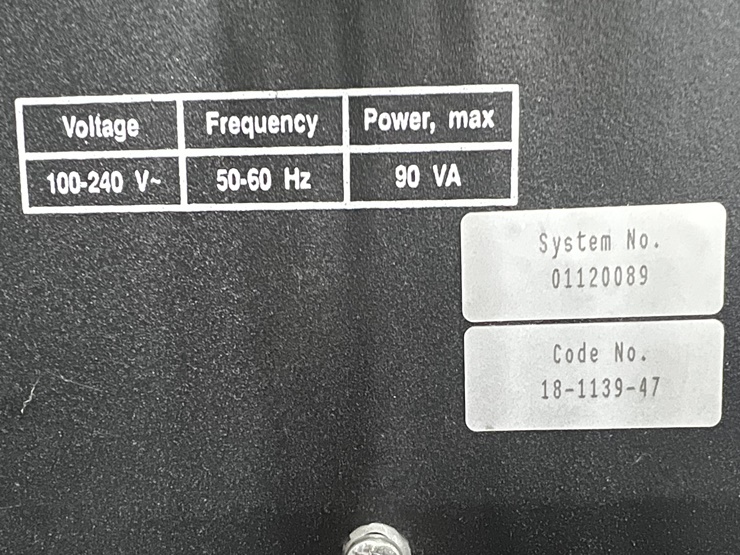 Voltage Frequency Power, max
100-240 V~ 50-60 Hz 90 VA
System No.
01120089
Code No.
18-1139-47